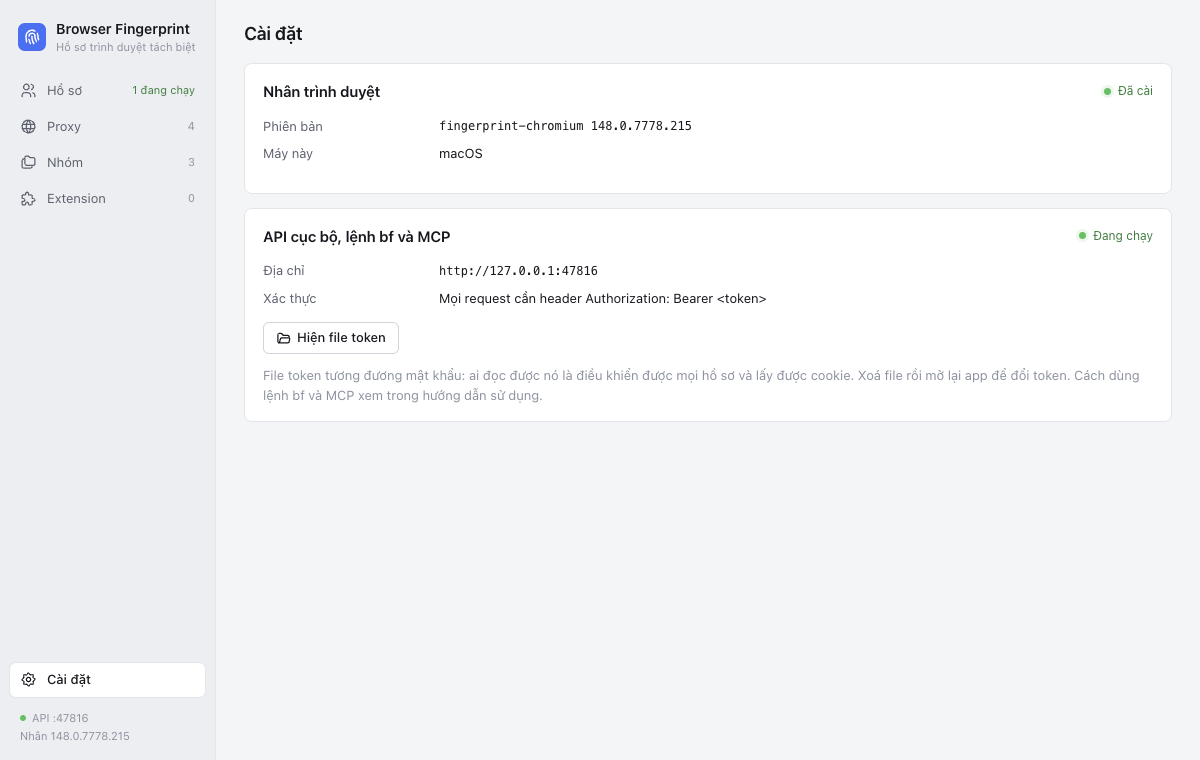 Browser Fingerprint
Hồ sơ trình duyệt tách biệt
Hồ sơ 1 đang chạy
Proxy 4
Nhóm 3
Extension 0
Cài đặt
API :47816
Nhân 148.0.7778.215
Cài đặt
Nhân trình duyệt Đã cài
Phiên bản fingerprint-chromium 148.0.7778.215
Máy này macOS
API cục bộ, lệnh bf và MCP Đang chạy
Địa chỉ http://127.0.0.1:47816
Xác thực Mọi request cần header Authorization: Bearer <token>
Hiện file token
File token tương đương mật khẩu: ai đọc được nó là điều khiển được mọi hồ sơ và lấy được cookie. Xoá file rồi mở lại app để đổi token. Cách dùng
lệnh bf và MCP xem trong hướng dẫn sử dụng.